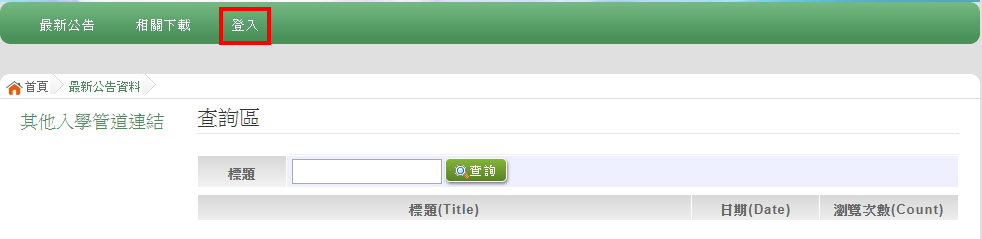 最新公告 相關下載 登入
首頁 最新公告資料
其他入學管道連結
查詢區
標題 查詢
標題(Title) 日期(Date) 瀏覽次數(Count)